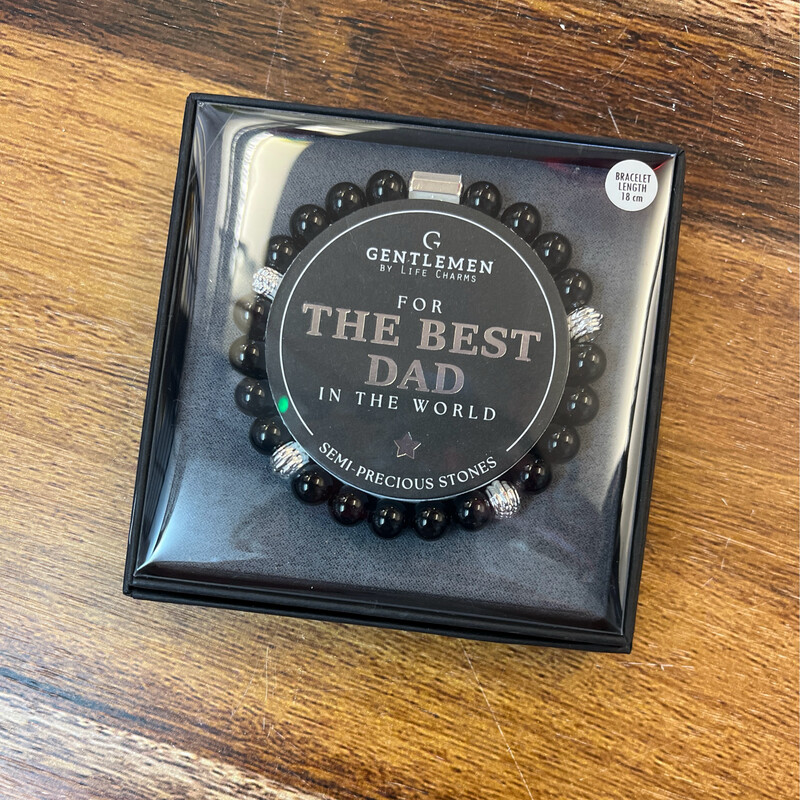 BRACELET
LENGTH
18 cm
G
GENTLEMEN
BY LIFE CHARMS
FOR
THE BEST
DAD
IN THE WORLD
SEMI-PRECIOUS STONES